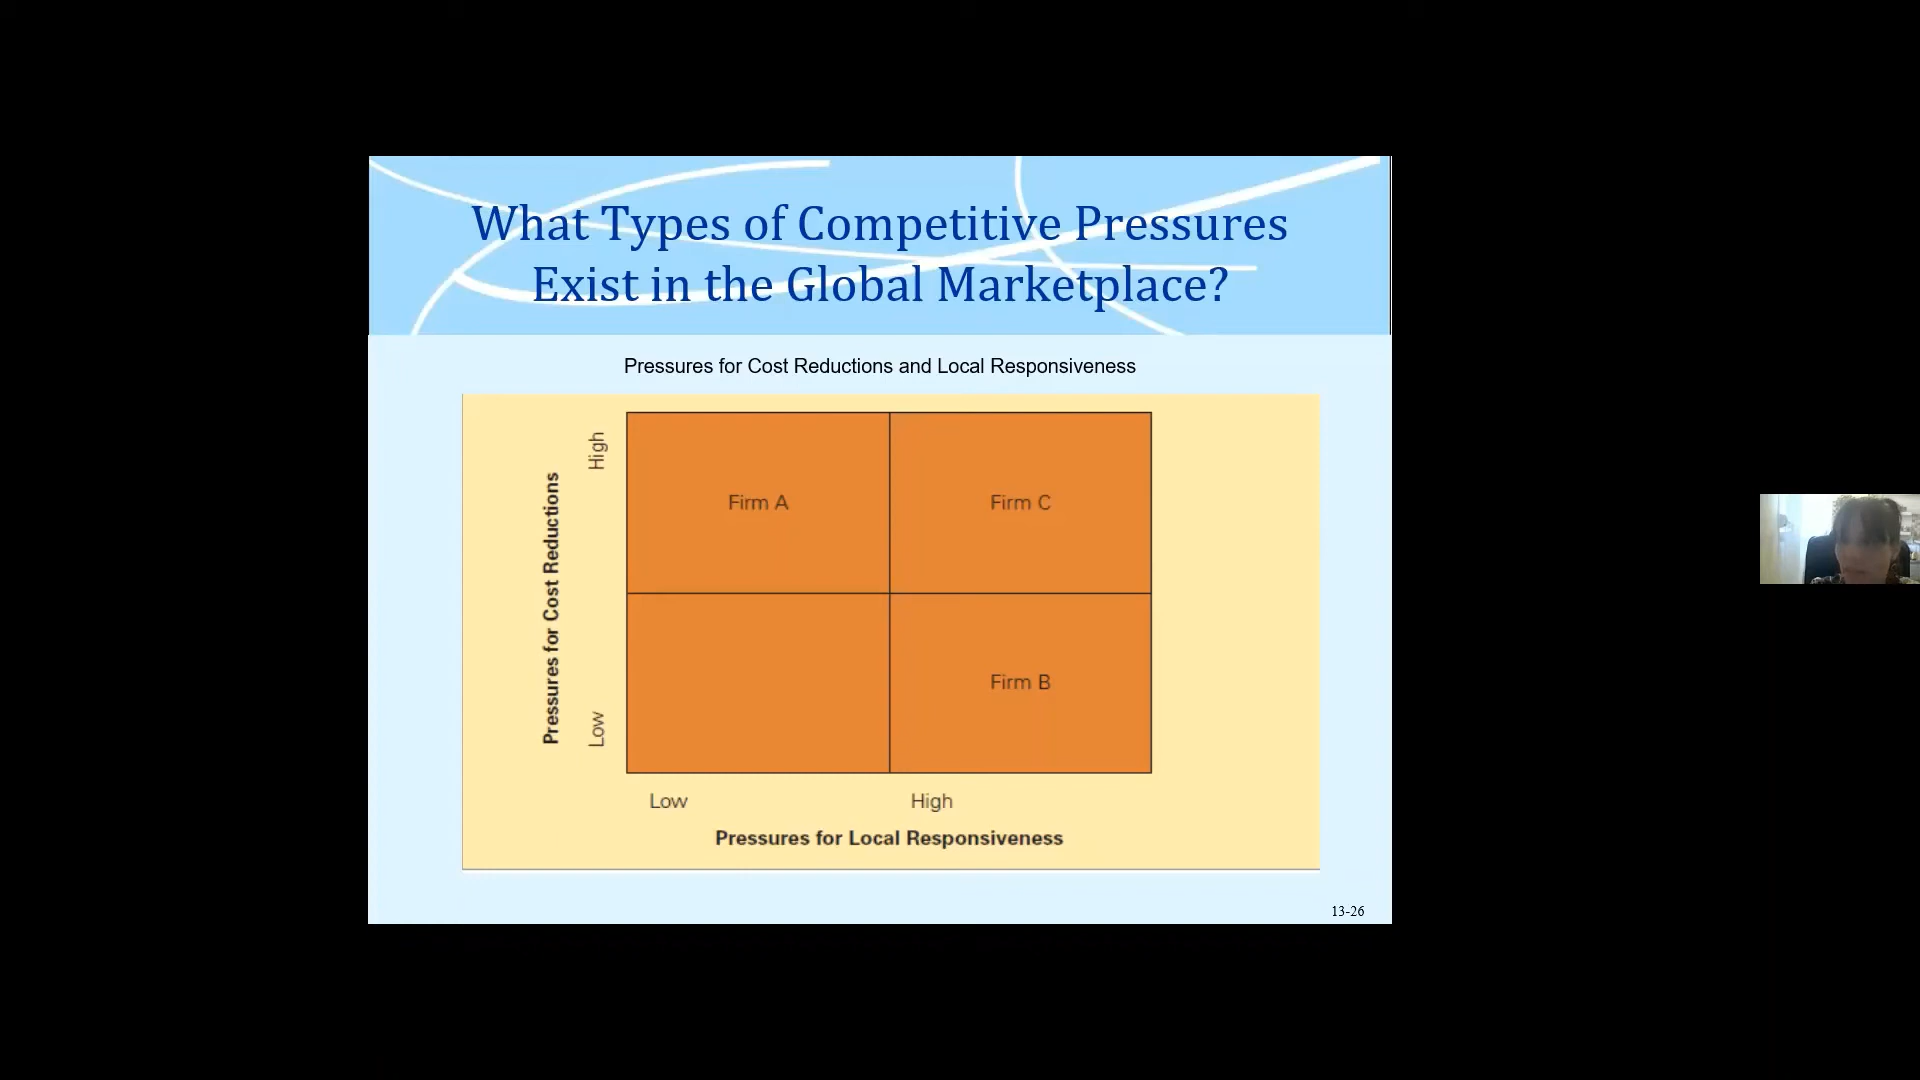 What Types of Competitive Pressures
Exist in the Global Marketplace?
Pressures for Cost Reductions and Local Responsiveness
Pressures for Cost Reductions
High
Low
Firm A
Firm C
Firm B
Low
High
Pressures for Local Responsiveness
13-26